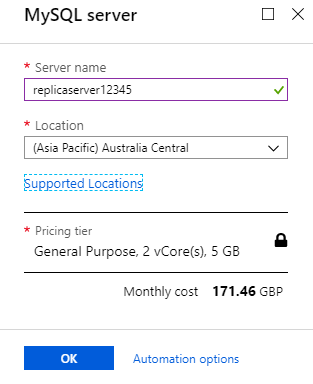 MySQL server
* Server name
replicaserver12345
* Location
(Asia Pacific) Australia Central
Supported Locations
* Pricing tier
General Purpose, 2 vCore(s), 5 GB
Monthly cost 171.46 GBP
OK Automation options